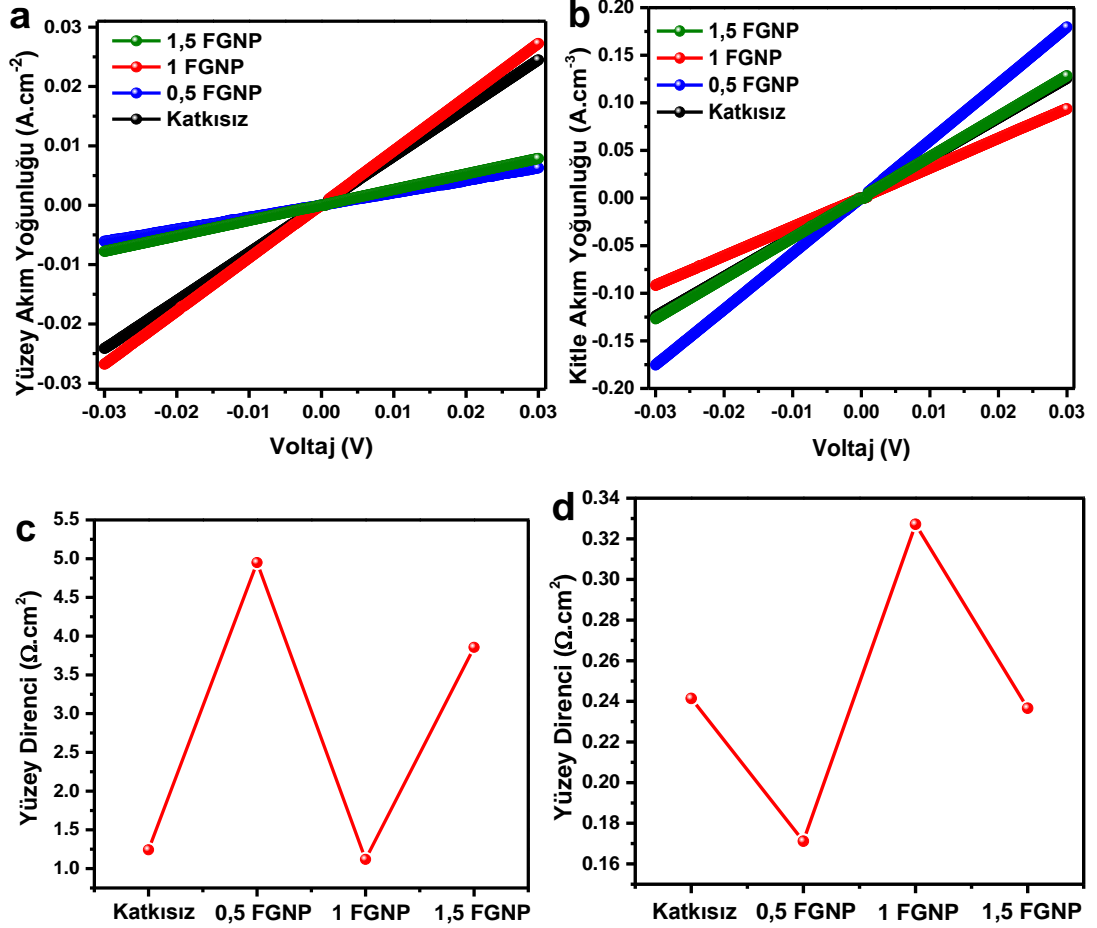 a
Yüzey Akım Yoğunluğu (A.cm⁻²)
0.03
0.02
0.01
0.00
-0.01
-0.02
-0.03
1,5 FGNP
1 FGNP
0,5 FGNP
Katkısız
-0.03 -0.02 -0.01 0.00 0.01 0.02 0.03
Voltaj (V)
b
Kitle Akım Yoğunluğu (A.cm⁻³)
0.20
0.15
0.10
0.05
0.00
-0.05
-0.10
-0.15
-0.20
1,5 FGNP
1 FGNP
0,5 FGNP
Katkısız
-0.03 -0.02 -0.01 0.00 0.01 0.02 0.03
Voltaj (V)
c
Yüzey Direnci (Ω.cm²)
5.5
5.0
4.5
4.0
3.5
3.0
2.5
2.0
1.5
1.0
Katkısız 0,5 FGNP 1 FGNP 1,5 FGNP
d
Yüzey Direnci (Ω.cm²)
0.34
0.32
0.30
0.28
0.26
0.24
0.22
0.20
0.18
0.16
Katkısız 0,5 FGNP 1 FGNP 1,5 FGNP